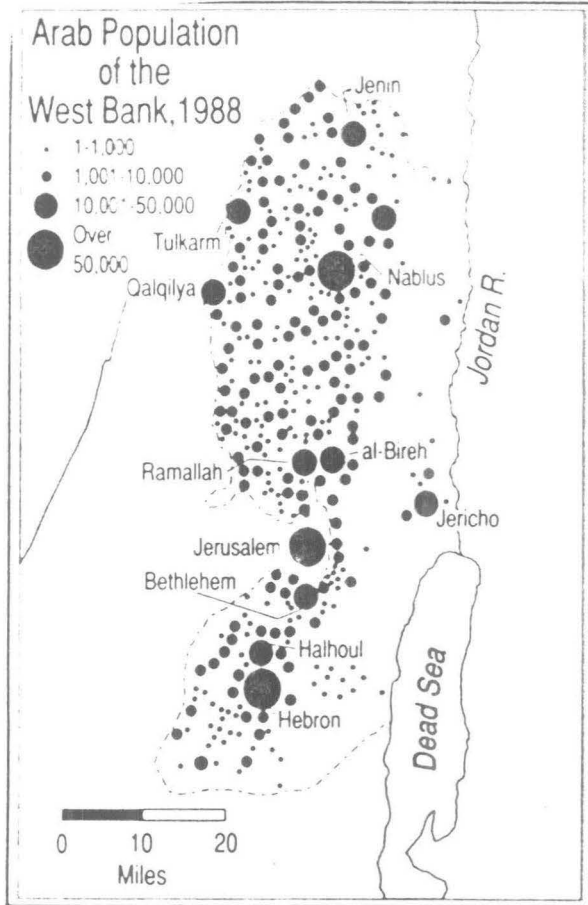 Arab Population
of the
West Bank, 1988
1-1,000
1,001-10,000
10,001-50,000
Over
50,000
Jenin
Tulkarm
Nablus
Qalqilya
Jordan R.
Ramallah
al-Bireh
Jericho
Jerusalem
Bethlehem
Halhoul
Hebron
Dead Sea
0 10 20
Miles